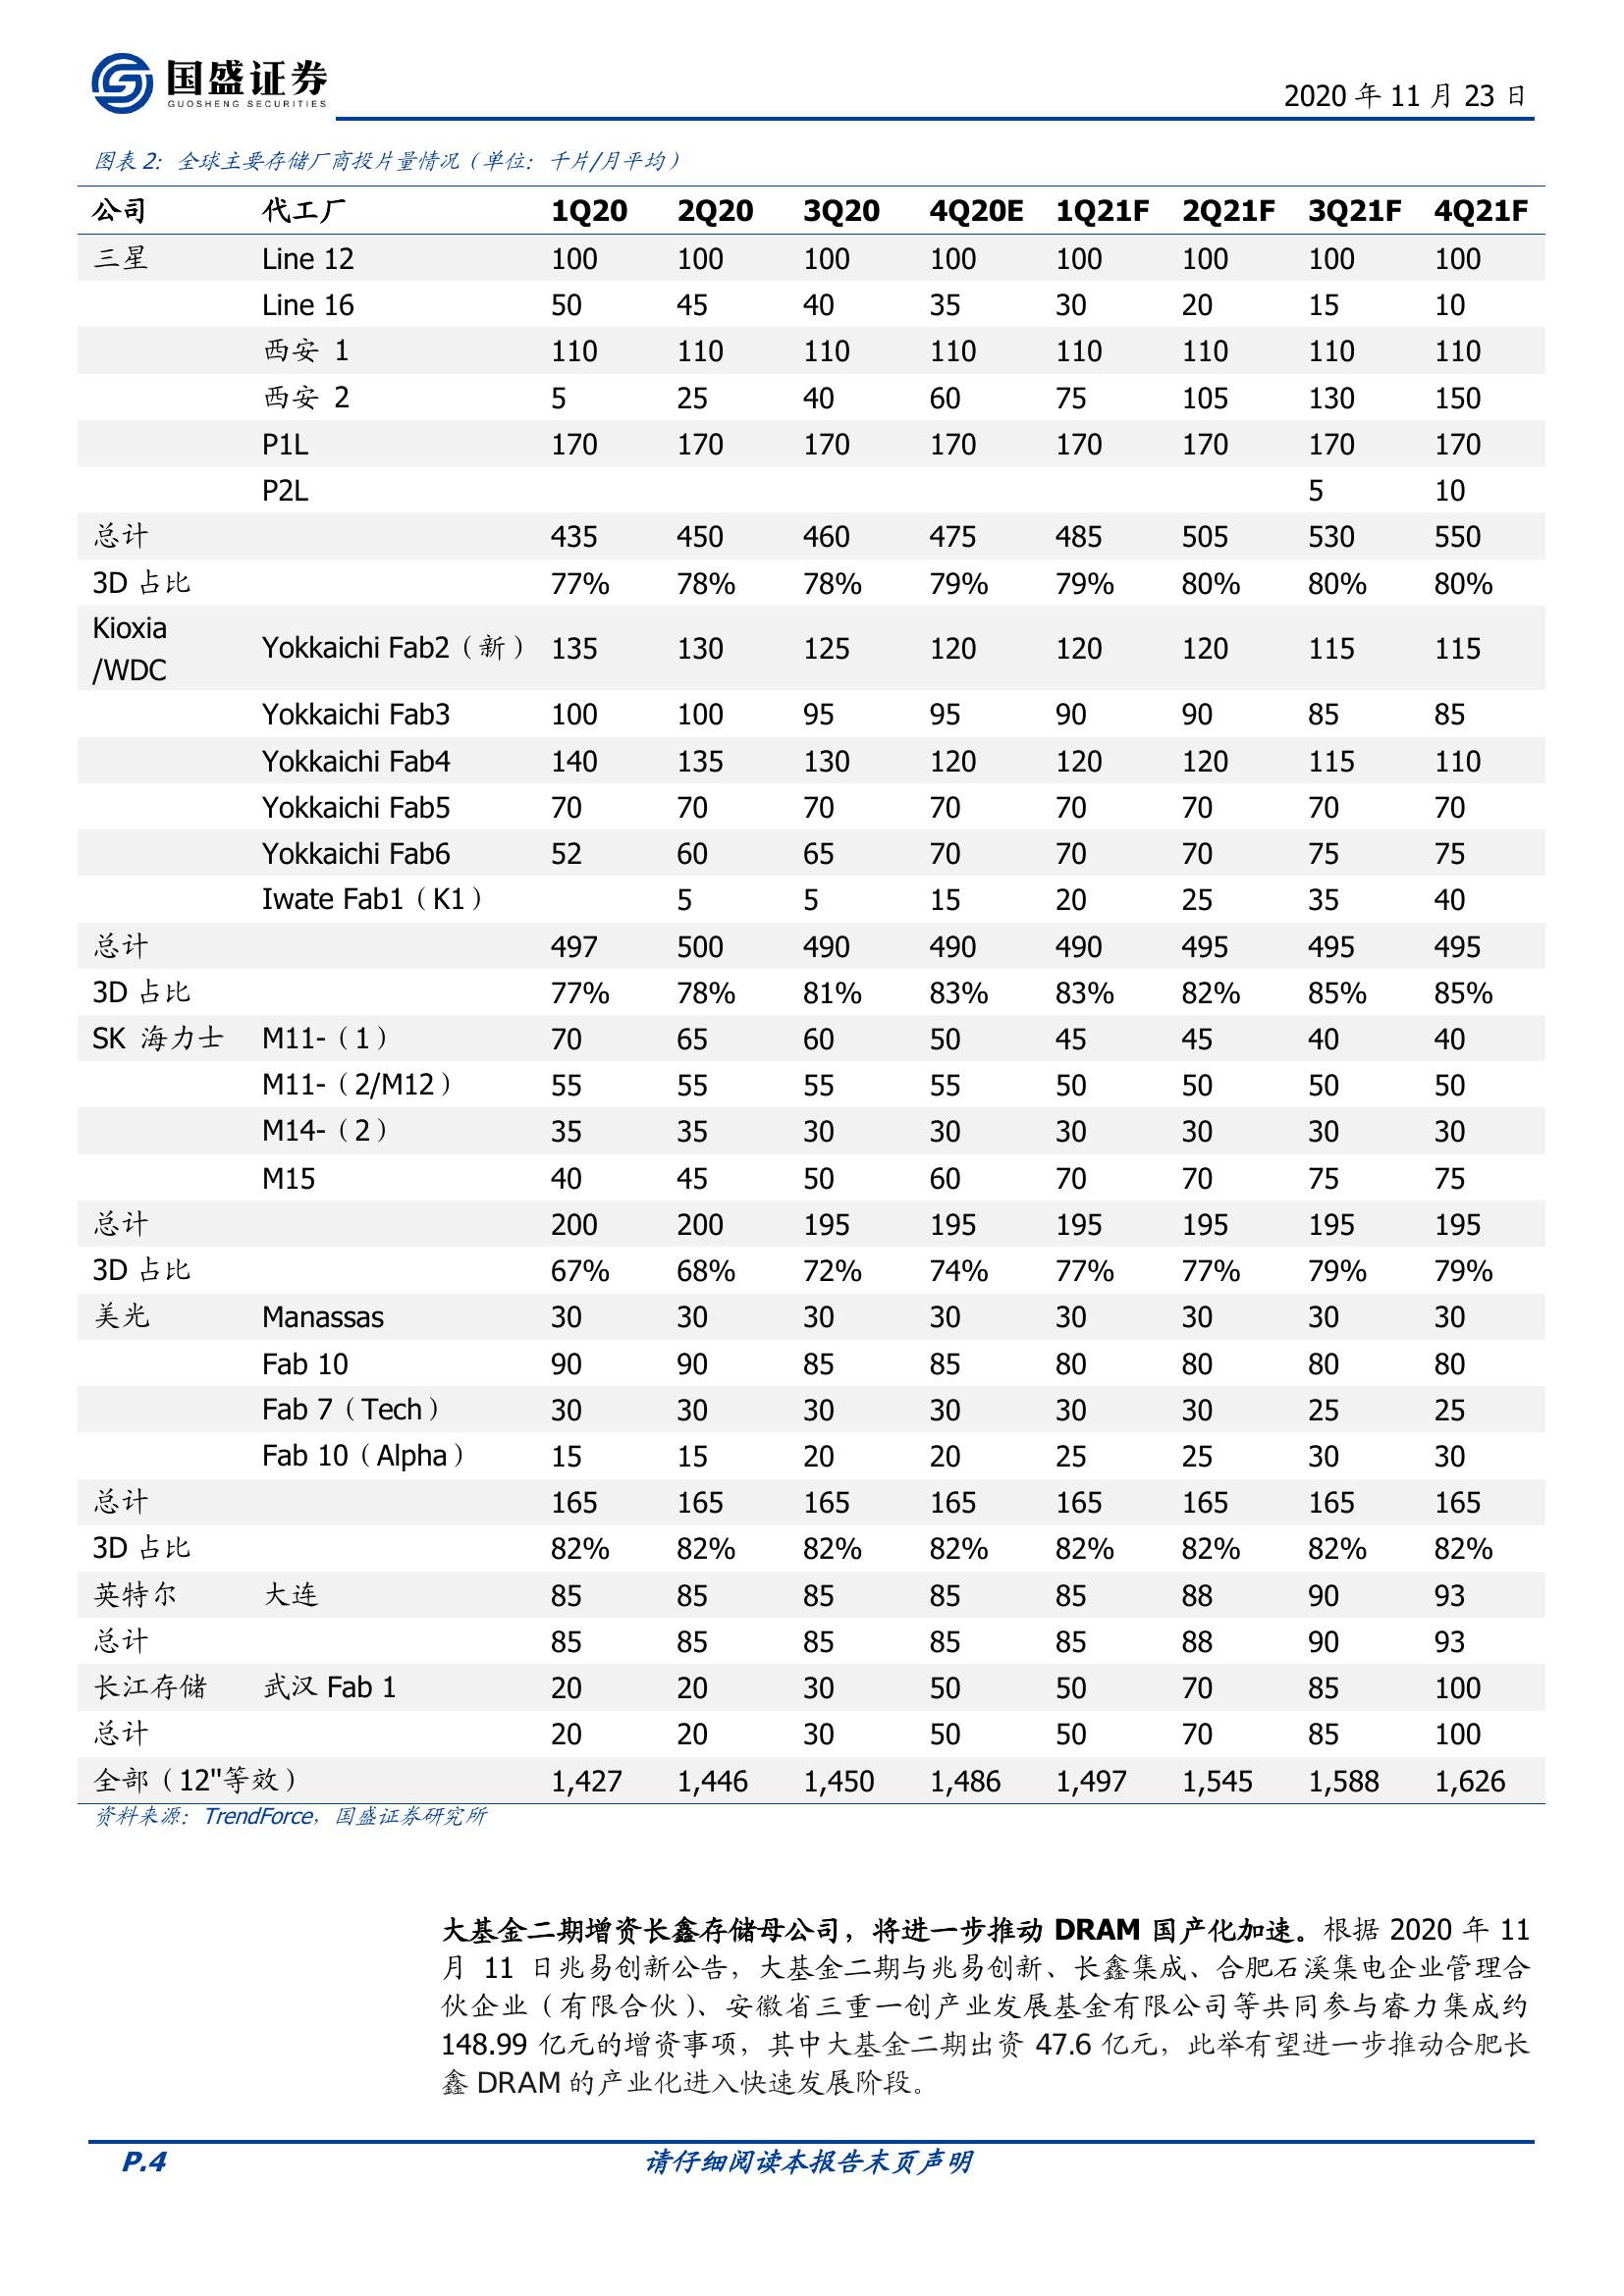 国盛证券
GUOSHENG SECURITIES
2020 年 11 月 23 日
图表 2：全球主要存储厂商投片量情况（单位：千片/月平均）
公司 代工厂 1Q20 2Q20 3Q20 4Q20E 1Q21F 2Q21F 3Q21F 4Q21F
三星 Line 12 100 100 100 100 100 100 100 100
Line 16 50 45 40 35 30 20 15 10
西安 1 110 110 110 110 110 110 110 110
西安 2 5 25 40 60 75 105 130 150
P1L 170 170 170 170 170 170 170 170
P2L 5 10
总计 435 450 460 475 485 505 530 550
3D 占比 77% 78% 78% 79% 79% 80% 80% 80%
Kioxia
/WDC Yokkaichi Fab2（新） 135 130 125 120 120 120 115 115
Yokkaichi Fab3 100 100 95 95 90 90 85 85
Yokkaichi Fab4 140 135 130 120 120 120 115 110
Yokkaichi Fab5 70 70 70 70 70 70 70 70
Yokkaichi Fab6 52 60 65 70 70 70 75 75
Iwate Fab1（K1） 5 5 15 20 25 35 40
总计 497 500 490 490 490 495 495 495
3D 占比 77% 78% 81% 83% 83% 82% 85% 85%
SK 海力士 M11-（1） 70 65 60 50 45 45 40 40
M11-（2/M12） 55 55 55 55 50 50 50 50
M14-（2） 35 35 30 30 30 30 30 30
M15 40 45 50 60 70 70 75 75
总计 200 200 195 195 195 195 195 195
3D 占比 67% 68% 72% 74% 77% 77% 79% 79%
美光 Manassas 30 30 30 30 30 30 30 30
Fab 10 90 90 85 85 80 80 80 80
Fab 7（Tech） 30 30 30 30 30 30 25 25
Fab 10（Alpha） 15 15 20 20 25 25 30 30
总计 165 165 165 165 165 165 165 165
3D 占比 82% 82% 82% 82% 82% 82% 82% 82%
英特尔 大连 85 85 85 85 85 88 90 93
总计 85 85 85 85 85 88 90 93
长江存储 武汉 Fab 1 20 20 30 50 50 70 85 100
总计 20 20 30 50 50 70 85 100
全部（12"等效） 1,427 1,446 1,450 1,486 1,497 1,545 1,588 1,626
资料来源：TrendForce，国盛证券研究所
大基金二期增资长鑫存储母公司，将进一步推动 DRAM 国产化加速。根据 2020 年 11
月 11 日兆易创新公告，大基金二期与兆易创新、长鑫集成、合肥石溪集电企业管理合
伙企业（有限合伙）、安徽省三重一创产业发展基金有限公司等共同参与睿力集成约
148.99 亿元的增资事项，其中大基金二期出资 47.6 亿元，此举有望进一步推动合肥长
鑫 DRAM 的产业化进入快速发展阶段。
P.4 请仔细阅读本报告末页声明